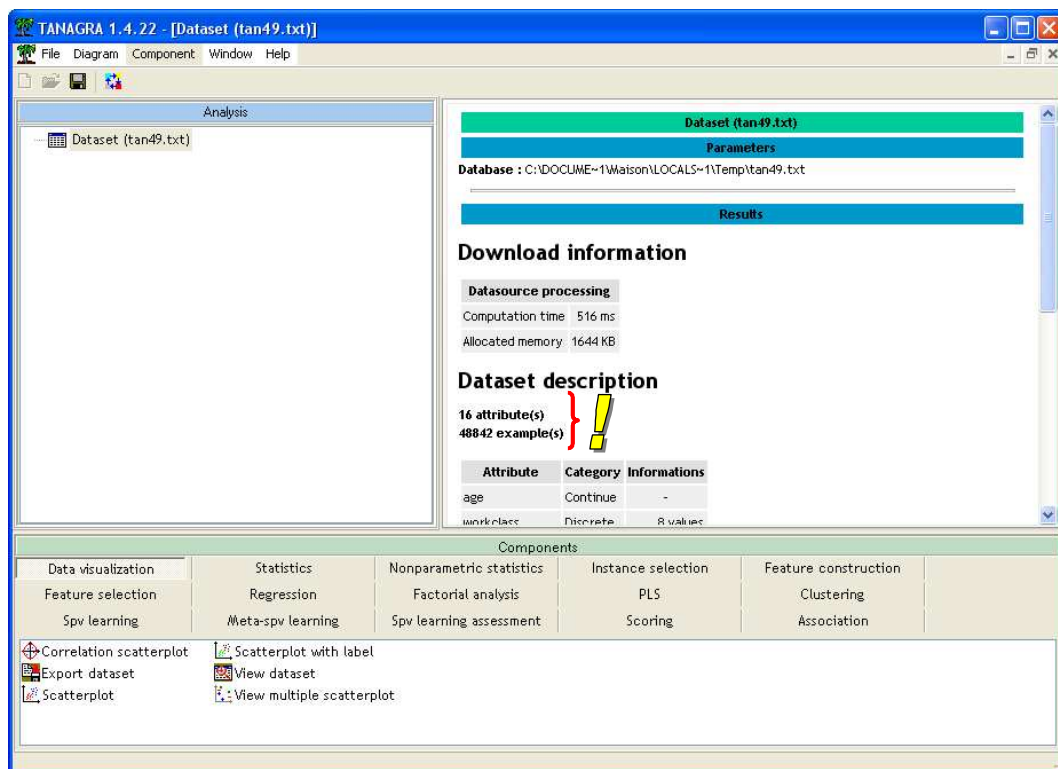 TANAGRA 1.4.22 - [Dataset (tan49.txt)]
File Diagram Component Window Help
Analysis
Dataset (tan49.txt)
Dataset (tan49.txt)
Parameters
Database : C:\DOCUME~1\Maison\LOCALS~1\Temp\tan49.txt
Results
Download information
Datasource processing
Computation time 516 ms
Allocated memory 1644 KB
Dataset description
16 attribute(s)
48842 example(s)
!
Attribute Category Informations
age Continue -
workclass Discrete 8 values
Components
Data visualization Statistics Nonparametric statistics Instance selection Feature construction
Feature selection Regression Factorial analysis PLS Clustering
Spv learning Meta-spv learning Spv learning assessment Scoring Association
Correlation scatterplot Scatterplot with label
Export dataset View dataset
Scatterplot View multiple scatterplot